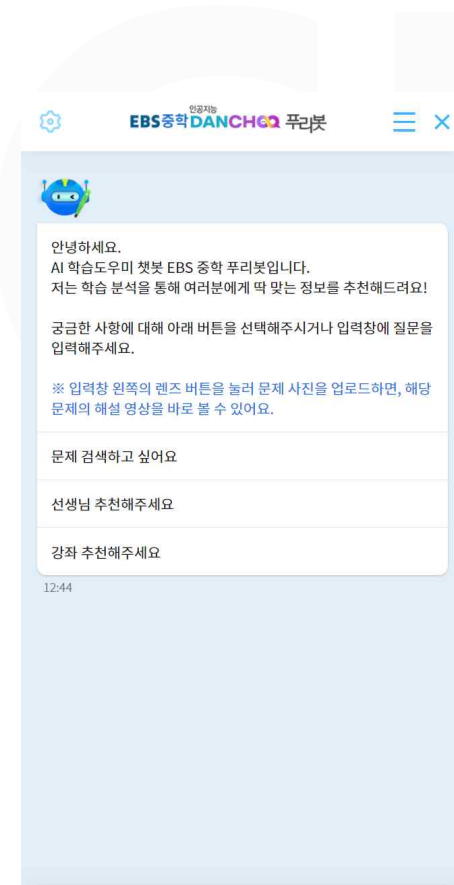 인공지능
EBS중학 DANCHOO 푸리봇
안녕하세요.
AI 학습도우미 챗봇 EBS 중학 푸리봇입니다.
저는 학습 분석을 통해 여러분에게 딱 맞는 정보를 추천해드려요!
궁금한 사항에 대해 아래 버튼을 선택해주시거나 입력창에 질문을
입력해주세요.
※ 입력창 왼쪽의 렌즈 버튼을 눌러 문제 사진을 업로드하면, 해당
문제의 해설 영상을 바로 볼 수 있어요.
문제 검색하고 싶어요
선생님 추천해주세요
강좌 추천해주세요
12:44